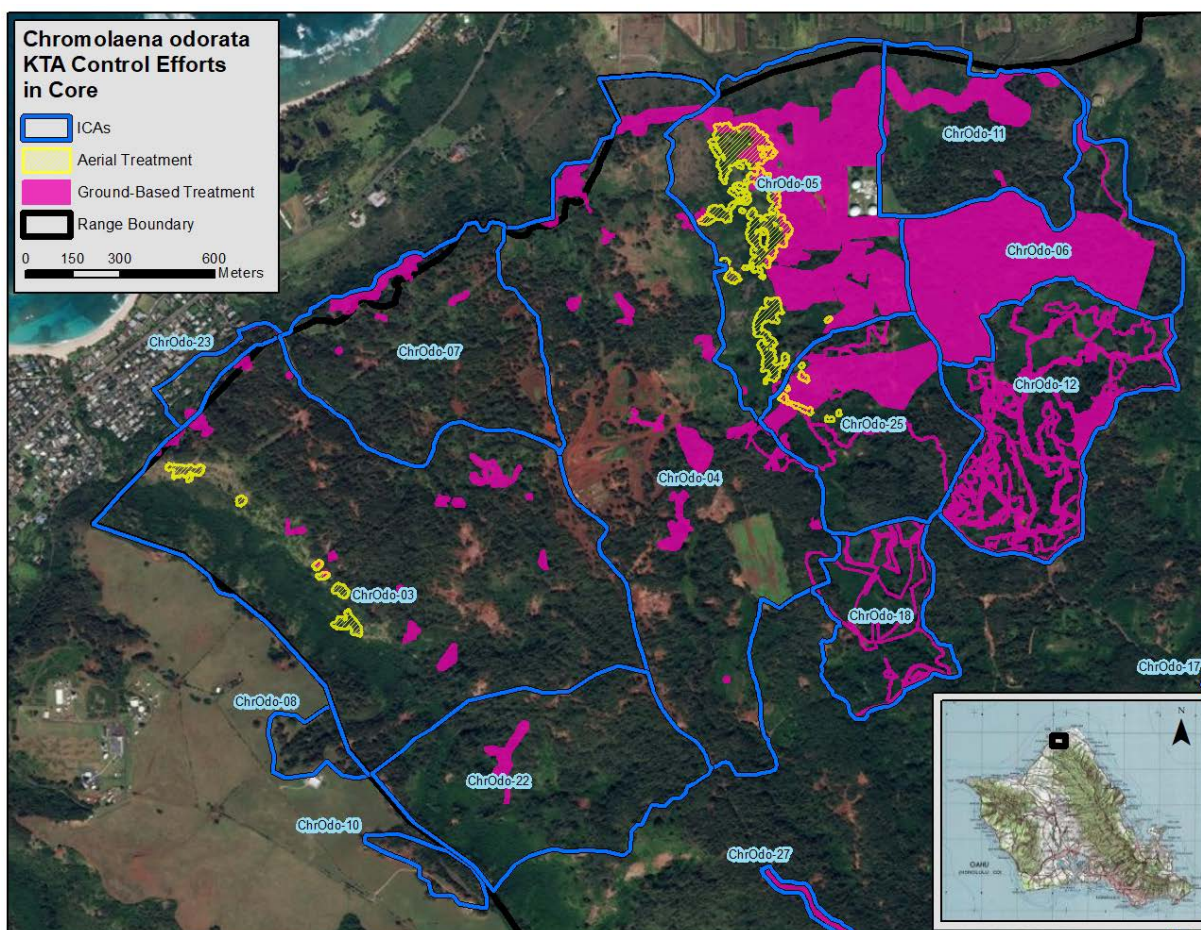 Chromolaena odorata
KTA Control Efforts
in Core
ICAs
Aerial Treatment
Ground-Based Treatment
Range Boundary
0 150 300 600
Meters
ChrOdo-11
ChrOdo-05
ChrOdo-06
ChrOdo-23
ChrOdo-07
ChrOdo-12
ChrOdo-25
ChrOdo-04
ChrOdo-03
ChrOdo-18
ChrOdo-17
ChrOdo-08
ChrOdo-22
ChrOdo-10
ChrOdo-27
N
OAHU